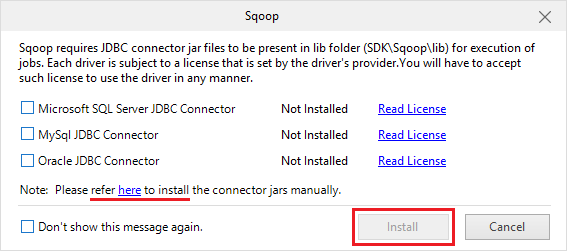 Sqoop
Sqoop requires JDBC connector jar files to be present in lib folder (SDK\Sqoop\lib) for execution of
jobs. Each driver is subject to a license that is set by the driver's provider.You will have to accept
such license to use the driver in any manner.
Microsoft SQL Server JDBC Connector Not Installed Read License
MySql JDBC Connector Not Installed Read License
Oracle JDBC Connector Not Installed Read License
Note: Please refer here to install the connector jars manually.
Don't show this message again. Install Cancel